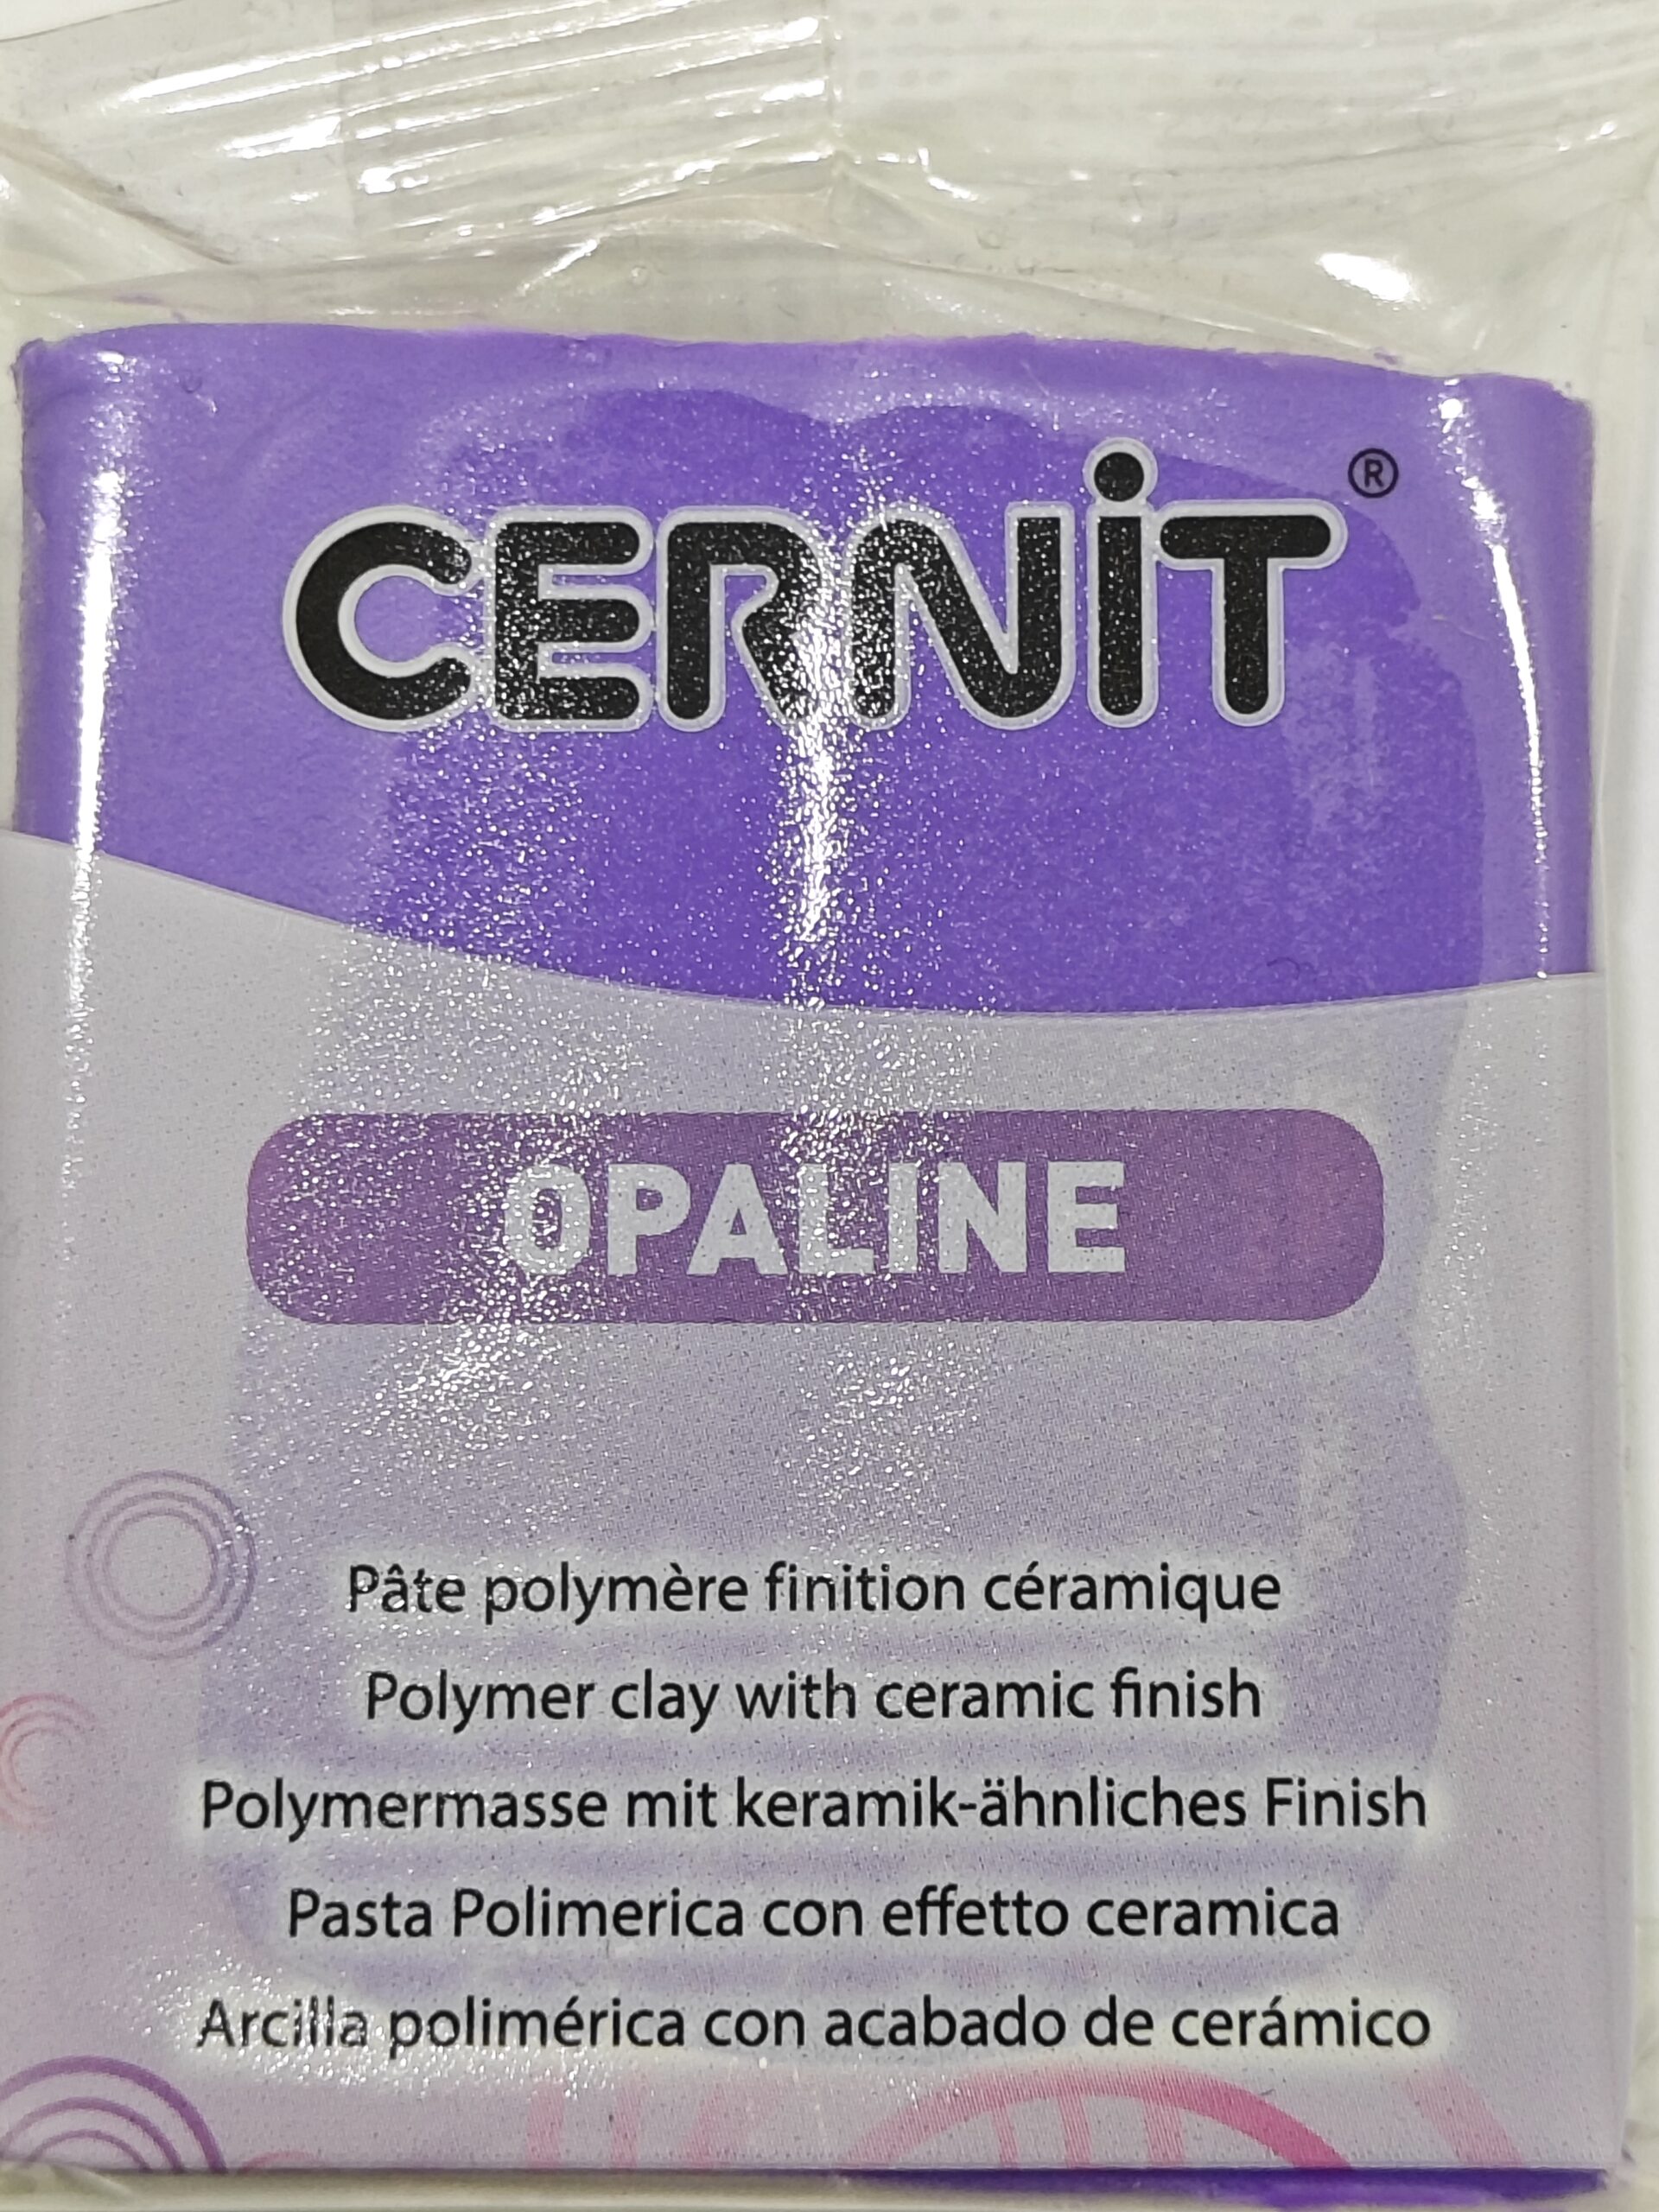 CERNiT®
OPALINE
Pâte polymère finition céramique
Polymer clay with ceramic finish
Polymermasse mit keramik-ähnliches Finish
Pasta Polimerica con effetto ceramica
Arcilla polimérica con acabado de cerámico